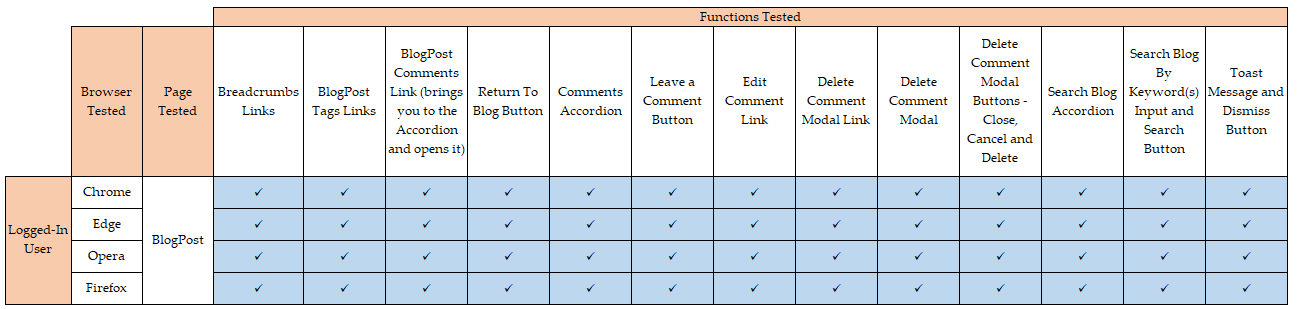 Functions Tested
Browser Tested
Page Tested
Breadcrumbs Links
BlogPost Tags Links
BlogPost Comments Link (brings you to the Accordion and opens it)
Return To Blog Button
Comments Accordion
Leave a Comment Button
Edit Comment Link
Delete Comment Modal Link
Delete Comment Modal
Delete Comment Modal Buttons - Close, Cancel and Delete
Search Blog Accordion
Search Blog By Keyword(s) Input and Search Button
Toast Message and Dismiss Button
Logged-In User
BlogPost
Chrome ✓ ✓ ✓ ✓ ✓ ✓ ✓ ✓ ✓ ✓ ✓ ✓ ✓
Edge ✓ ✓ ✓ ✓ ✓ ✓ ✓ ✓ ✓ ✓ ✓ ✓ ✓
Opera ✓ ✓ ✓ ✓ ✓ ✓ ✓ ✓ ✓ ✓ ✓ ✓ ✓
Firefox ✓ ✓ ✓ ✓ ✓ ✓ ✓ ✓ ✓ ✓ ✓ ✓ ✓